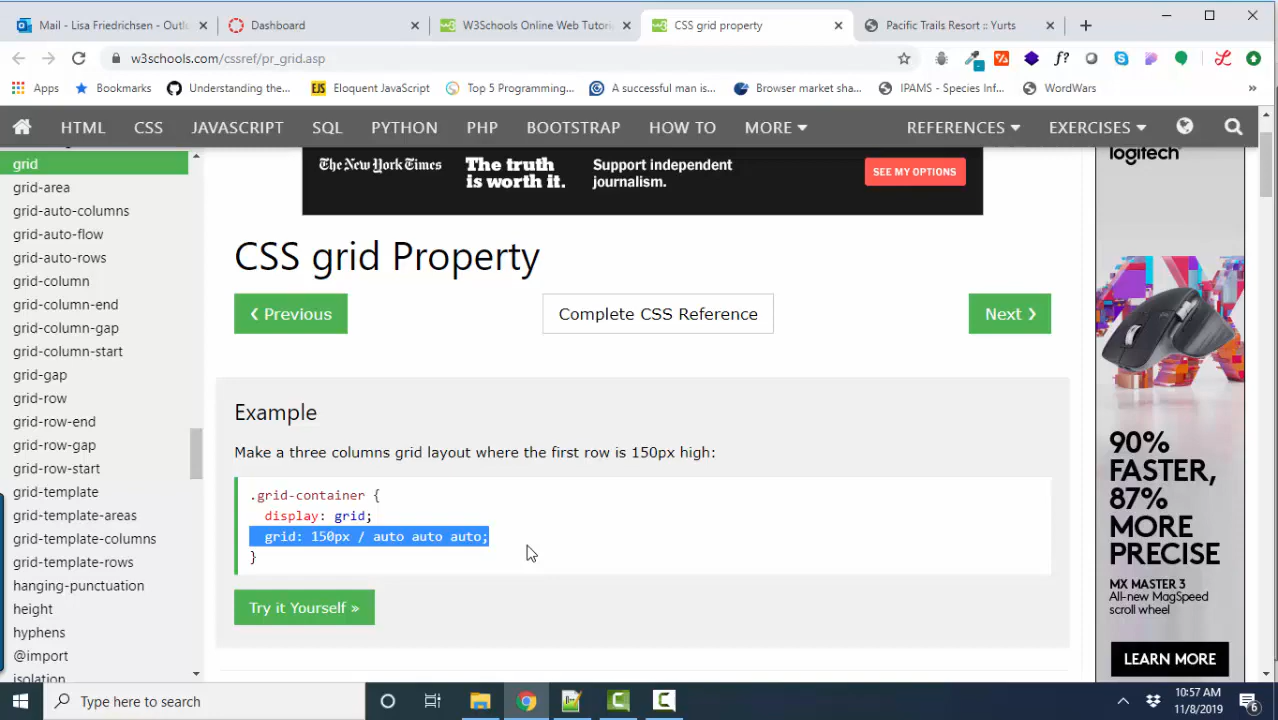 Mail - Lisa Friedrichsen - Outl
Dashboard
W3Schools Online Web Tutori
CSS grid property
Pacific Trails Resort :: Yurts
w3schools.com/cssref/pr_grid.asp
f?
Apps
Bookmarks
Understanding the...
EJS
Eloquent JavaScript
Top 5 Programming...
A successful man is...
Browser market sha...
IPAMS - Species Inf...
WordWars
»
HTML
CSS
JAVASCRIPT
SQL
PYTHON
PHP
BOOTSTRAP
HOW TO
MORE
REFERENCES
EXERCISES
grid
grid-area
grid-auto-columns
grid-auto-flow
grid-auto-rows
grid-column
grid-column-end
grid-column-gap
grid-column-start
grid-gap
grid-row
grid-row-end
grid-row-gap
grid-row-start
grid-template
grid-template-areas
grid-template-columns
grid-template-rows
hanging-punctuation
height
hyphens
@import
isolation
The New York Times
The truth
is worth it.
Support independent
journalism.
SEE MY OPTIONS
CSS grid Property
❮ Previous
Complete CSS Reference
Next ❯
Example
Make a three columns grid layout where the first row is 150px high:
.grid-container {
display: grid;
grid: 150px / auto auto auto;
}
Try it Yourself »
logitech
90%
FASTER,
87%
MORE
PRECISE
MX MASTER 3
All-new MagSpeed
scroll wheel
LEARN MORE
Type here to search
10:57 AM
11/8/2019
6